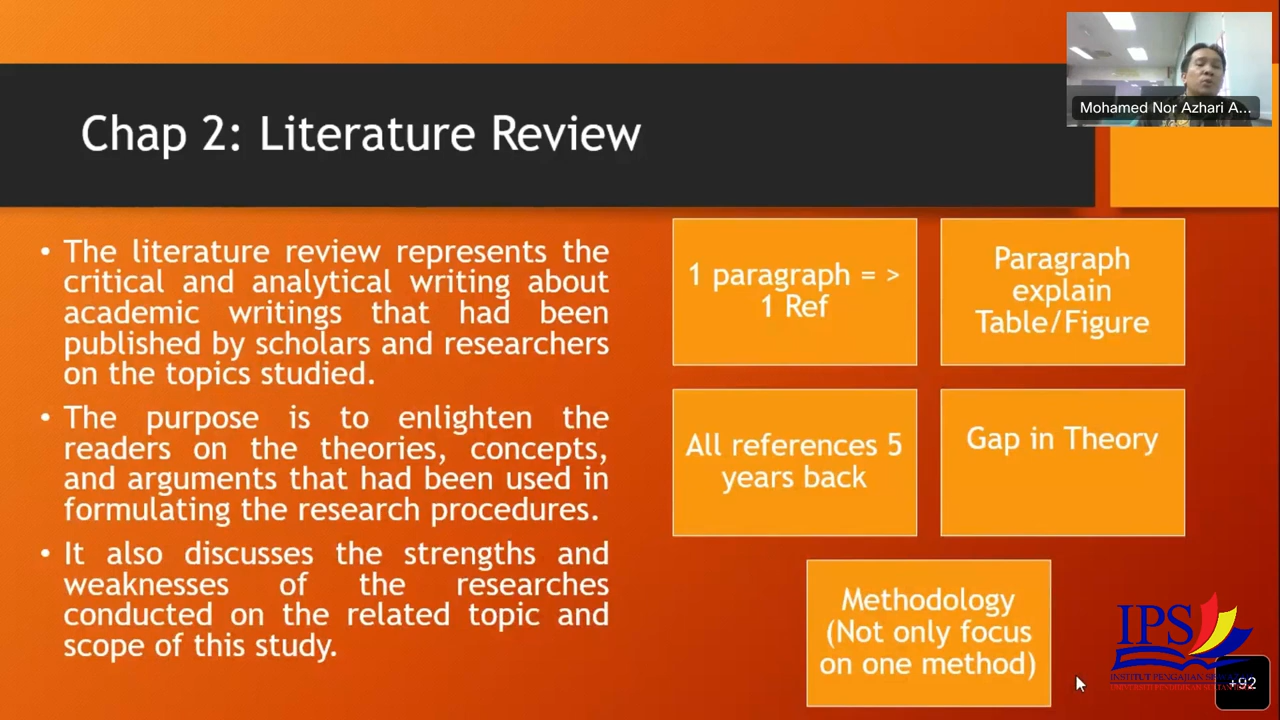 Chap 2: Literature Review
Mohamed Nor Azhari A...
• The literature review represents the
critical and analytical writing about
academic writings that had been
published by scholars and researchers
on the topics studied.
• The purpose is to enlighten the
readers on the theories, concepts,
and arguments that had been used in
formulating the research procedures.
• It also discusses the strengths and
weaknesses of the researches
conducted on the related topic and
scope of this study.
1 paragraph = >
1 Ref
Paragraph
explain
Table/Figure
All references 5
years back
Gap in Theory
Methodology
(Not only focus
on one method)
IPS
INSTITUT PENGAJIAN
+92